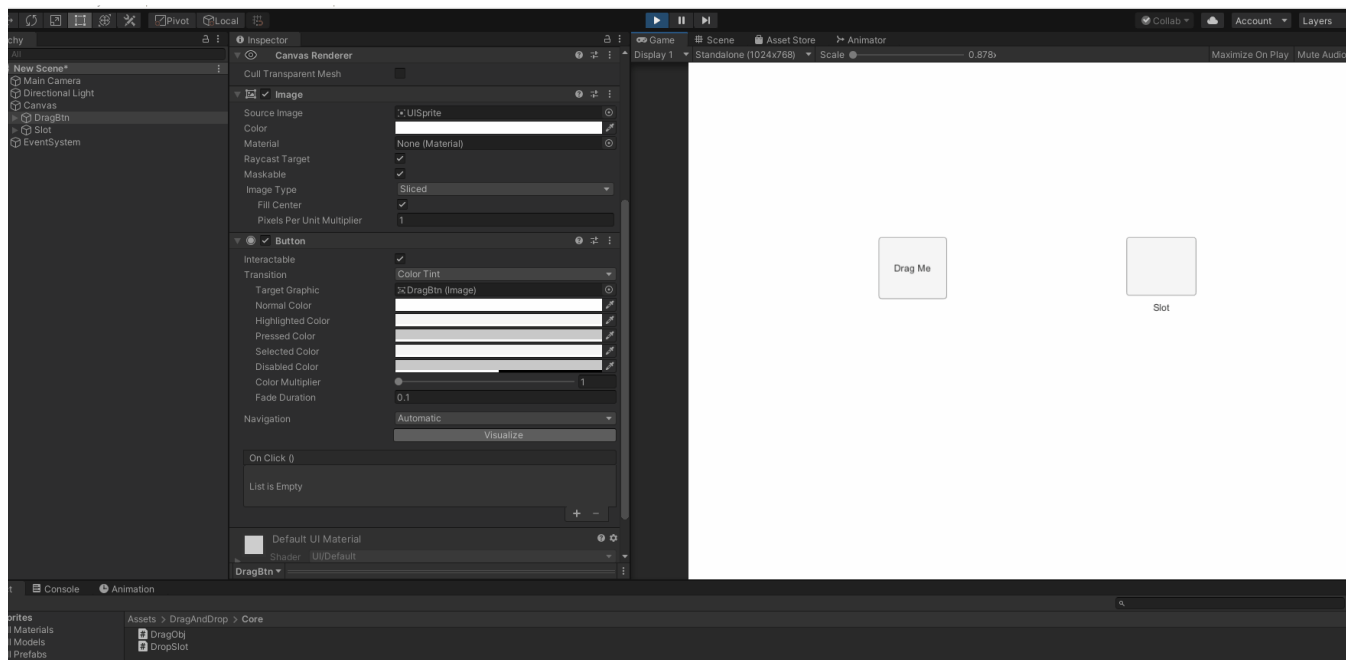 Pivot Local Collab Account Layers
chy Inspector Game Scene Asset Store Animator
All Canvas Renderer Display 1 Standalone (1024x768) Scale 0.878x Maximize On Play Mute Audio
New Scene*
Main Camera
Directional Light
Canvas
DragBtn
Slot
EventSystem
Cull Transparent Mesh
Image
Source Image UISprite
Color
Material None (Material)
Raycast Target
Maskable
Image Type Sliced
Fill Center
Pixels Per Unit Multiplier 1
Button
Interactable
Transition Color Tint
Target Graphic DragBtn (Image)
Normal Color
Highlighted Color
Pressed Color
Selected Color
Disabled Color
Color Multiplier 1
Fade Duration 0.1
Navigation Automatic
Visualize
On Click ()
List is Empty
+ −
Default UI Material
Shader UI/Default
DragBtn
Drag Me
Slot
t Console Animation
orites
l Materials
l Models
l Prefabs
Assets > DragAndDrop > Core
DragObj
DropSlot